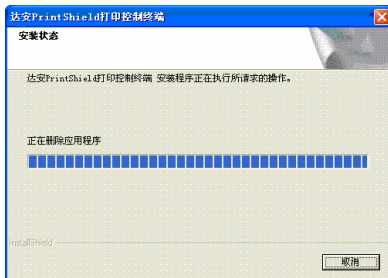 达安PrintShield打印控制终端
安装状态
达安PrintShield打印控制终端 安装程序正在执行所请求的操作。
正在删除应用程序
InstallShield
取消